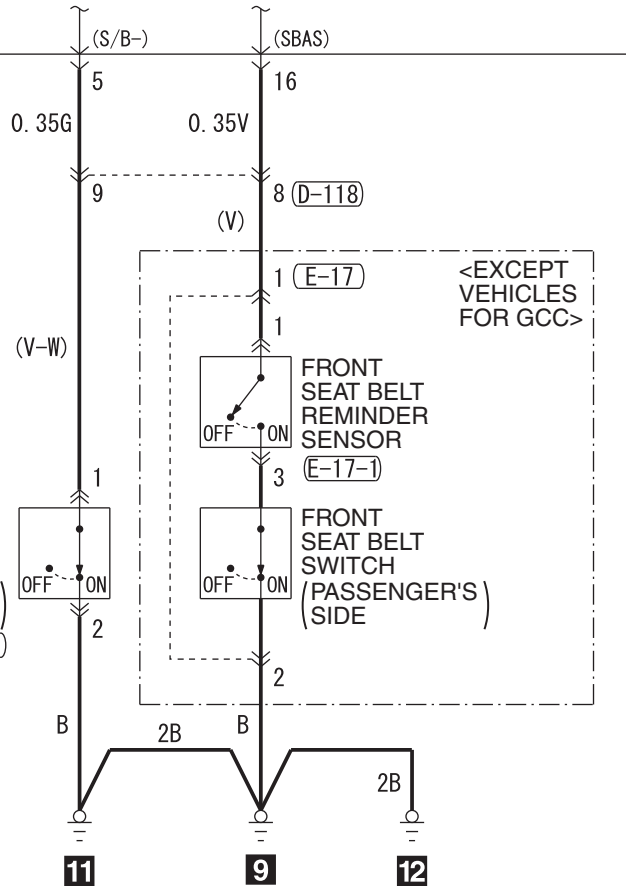 (S/B-)
(SBAS)
5
16
0.35G
0.35V
9
8 (D-118)
(V)
1 (E-17)
<EXCEPT
VEHICLES
FOR GCC>
1
(V-W)
FRONT
SEAT BELT
REMINDER
SENSOR
OFF ON
3 (E-17-1)
1
FRONT
SEAT BELT
SWITCH
(PASSENGER'S
SIDE)
OFF ON
OFF ON
2
2
B
2B
B
2B
11
9
12